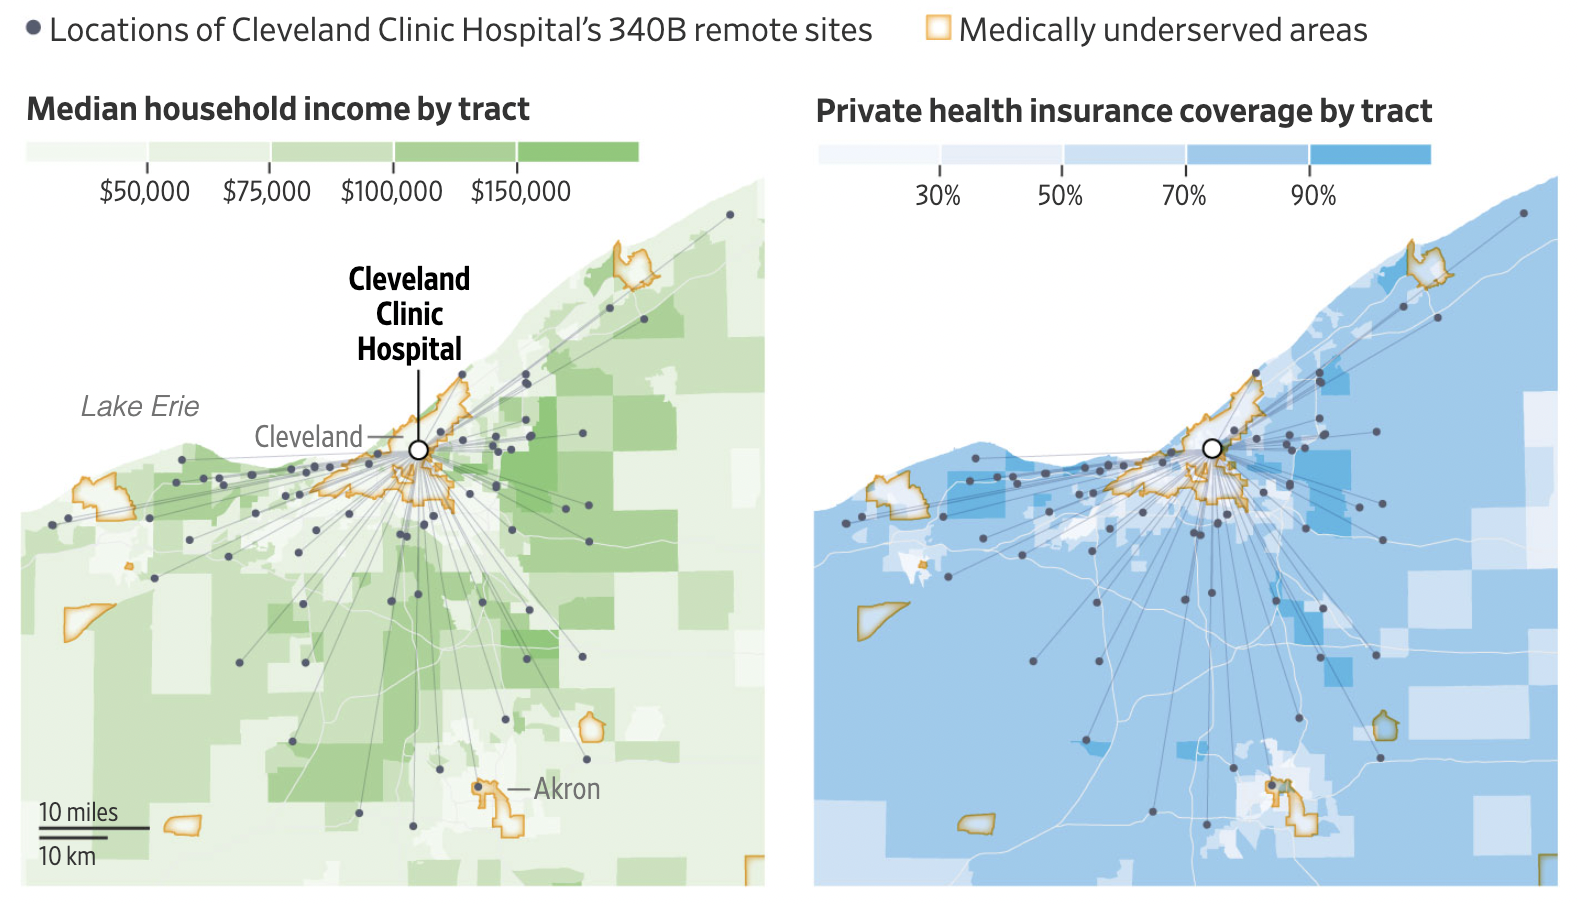 Locations of Cleveland Clinic Hospital's 340B remote sites
Medically underserved areas
Median household income by tract
$50,000 $75,000 $100,000 $150,000
Cleveland
Clinic
Hospital
Lake Erie
Cleveland
Akron
10 miles
10 km
Private health insurance coverage by tract
30% 50% 70% 90%